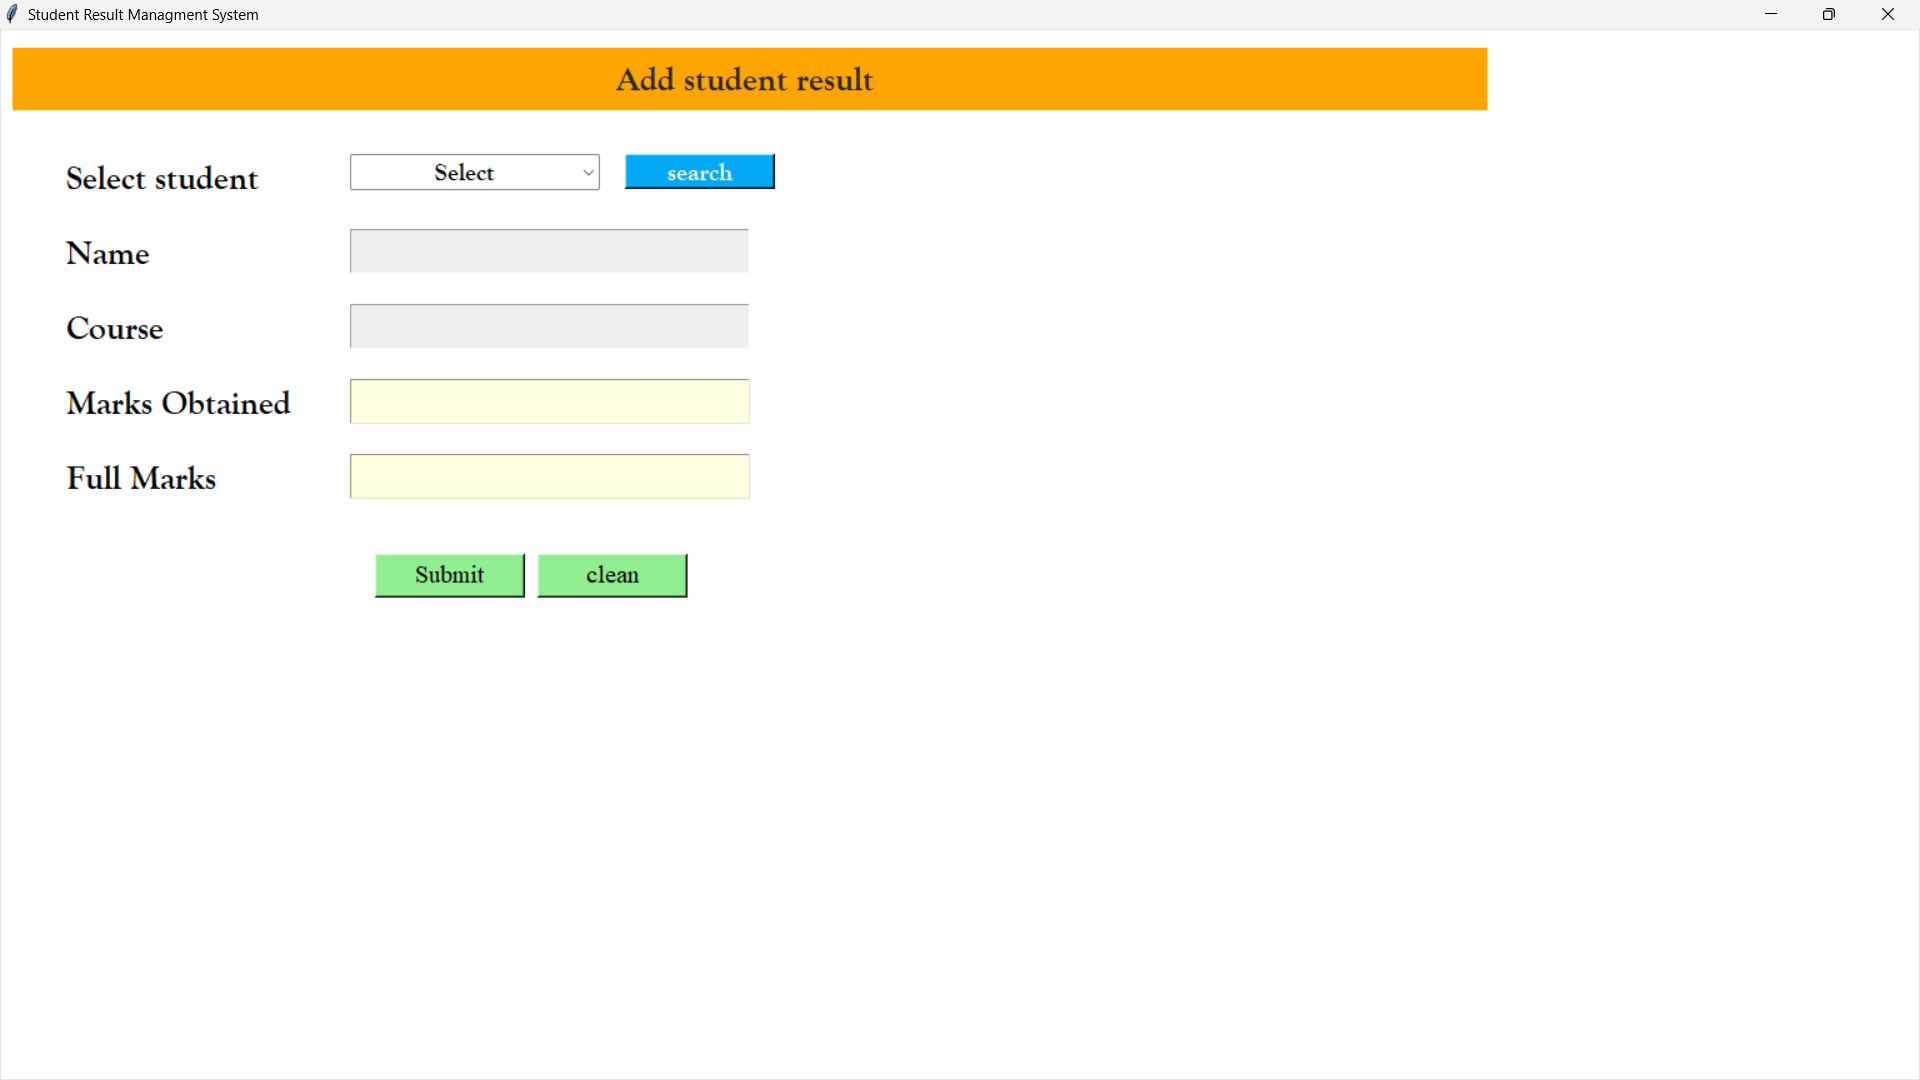 Student Result Managment System
Add student result
Select student
Select
search
Name
Course
Marks Obtained
Full Marks
Submit
clean